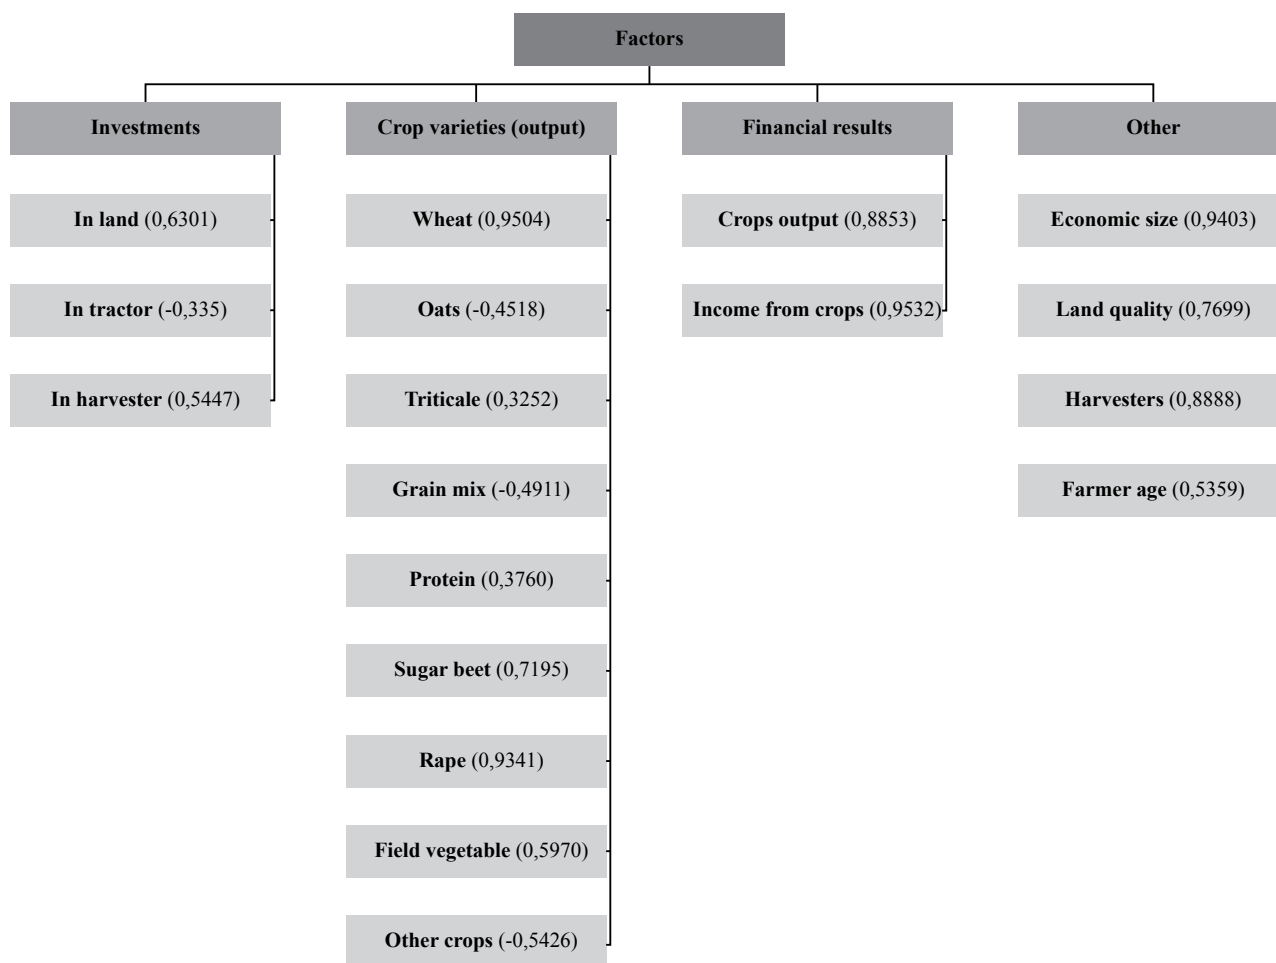 Factors
Investments
In land (0,6301)
In tractor (-0,335)
In harvester (0,5447)
Crop varieties (output)
Wheat (0,9504)
Oats (-0,4518)
Triticale (0,3252)
Grain mix (-0,4911)
Protein (0,3760)
Sugar beet (0,7195)
Rape (0,9341)
Field vegetable (0,5970)
Other crops (-0,5426)
Financial results
Crops output (0,8853)
Income from crops (0,9532)
Other
Economic size (0,9403)
Land quality (0,7699)
Harvesters (0,8888)
Farmer age (0,5359)